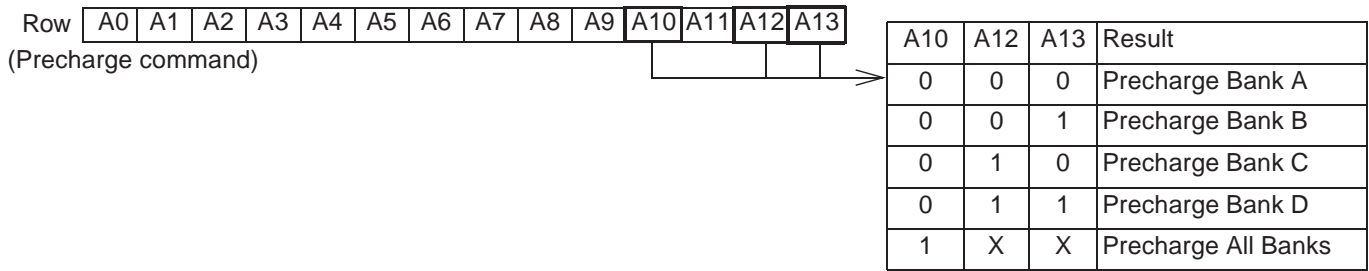 Row A0 A1 A2 A3 A4 A5 A6 A7 A8 A9 A10 A11 A12 A13
(Precharge command)
A10 A12 A13 Result
0 0 0 Precharge Bank A
0 0 1 Precharge Bank B
0 1 0 Precharge Bank C
0 1 1 Precharge Bank D
1 X X Precharge All Banks